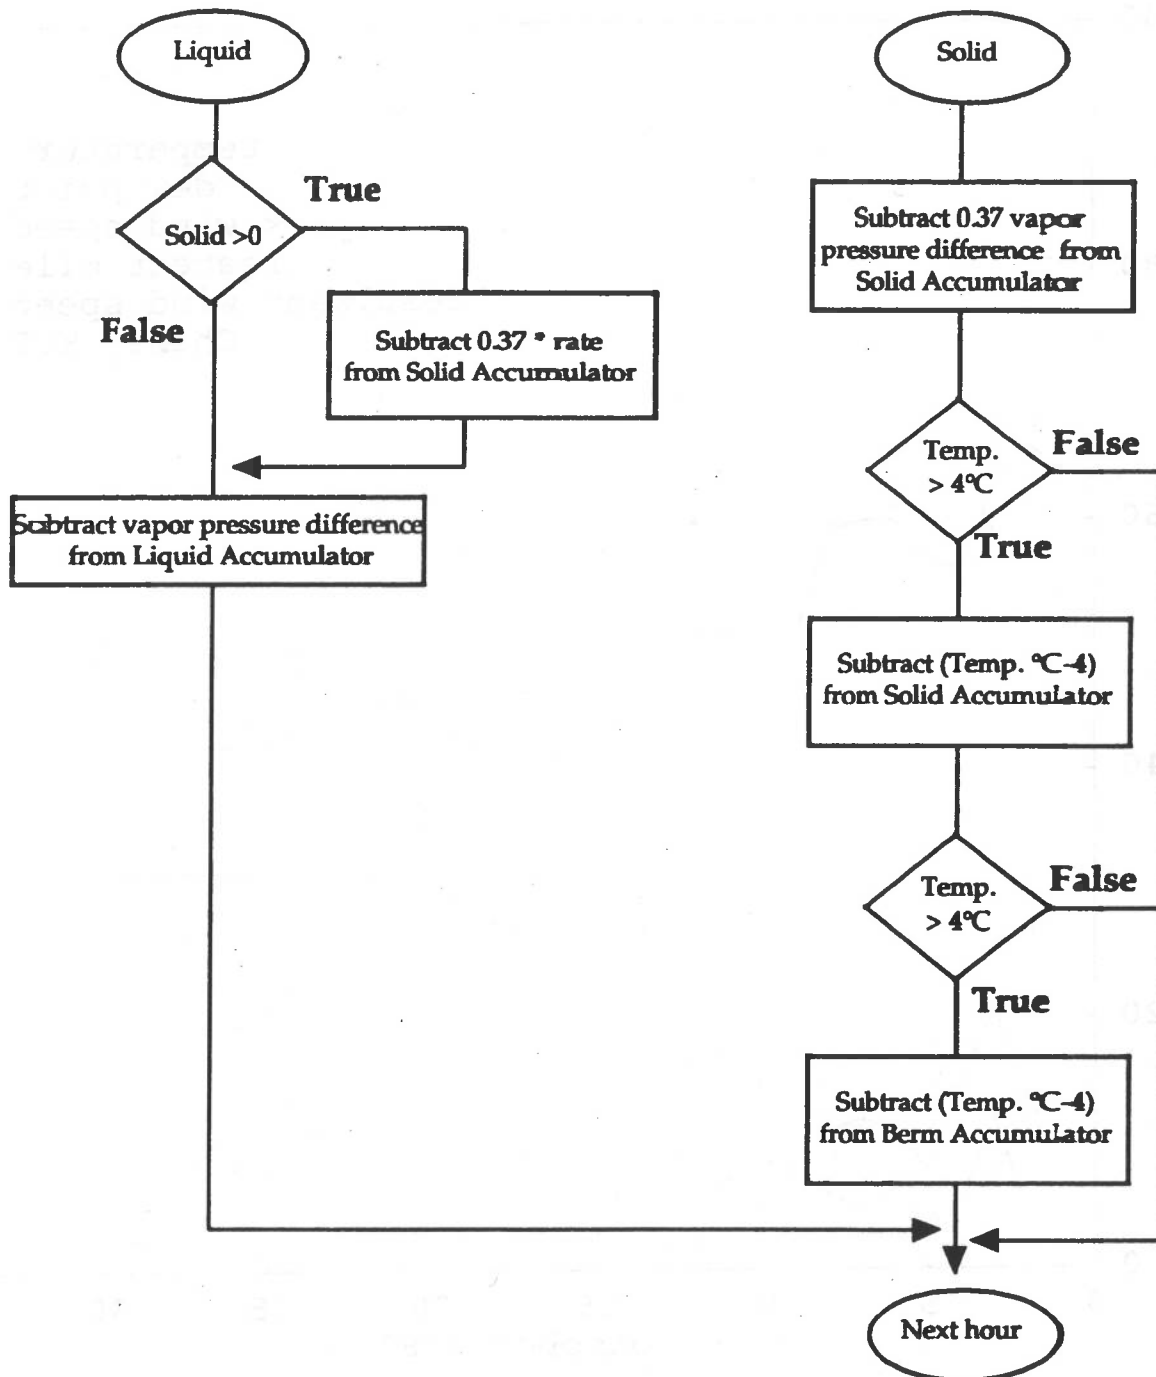 Liquid
Solid >0
True
False
Subtract 0.37 * rate
from Solid Accumulator
Subtract vapor pressure difference
from Liquid Accumulator
Solid
Subtract 0.37 vapor
pressure difference from
Solid Accumulator
Temp.
> 4°C
False
True
Subtract (Temp. °C-4)
from Solid Accumulator
Temp.
> 4°C
False
True
Subtract (Temp. °C-4)
from Berm Accumulator
Next hour